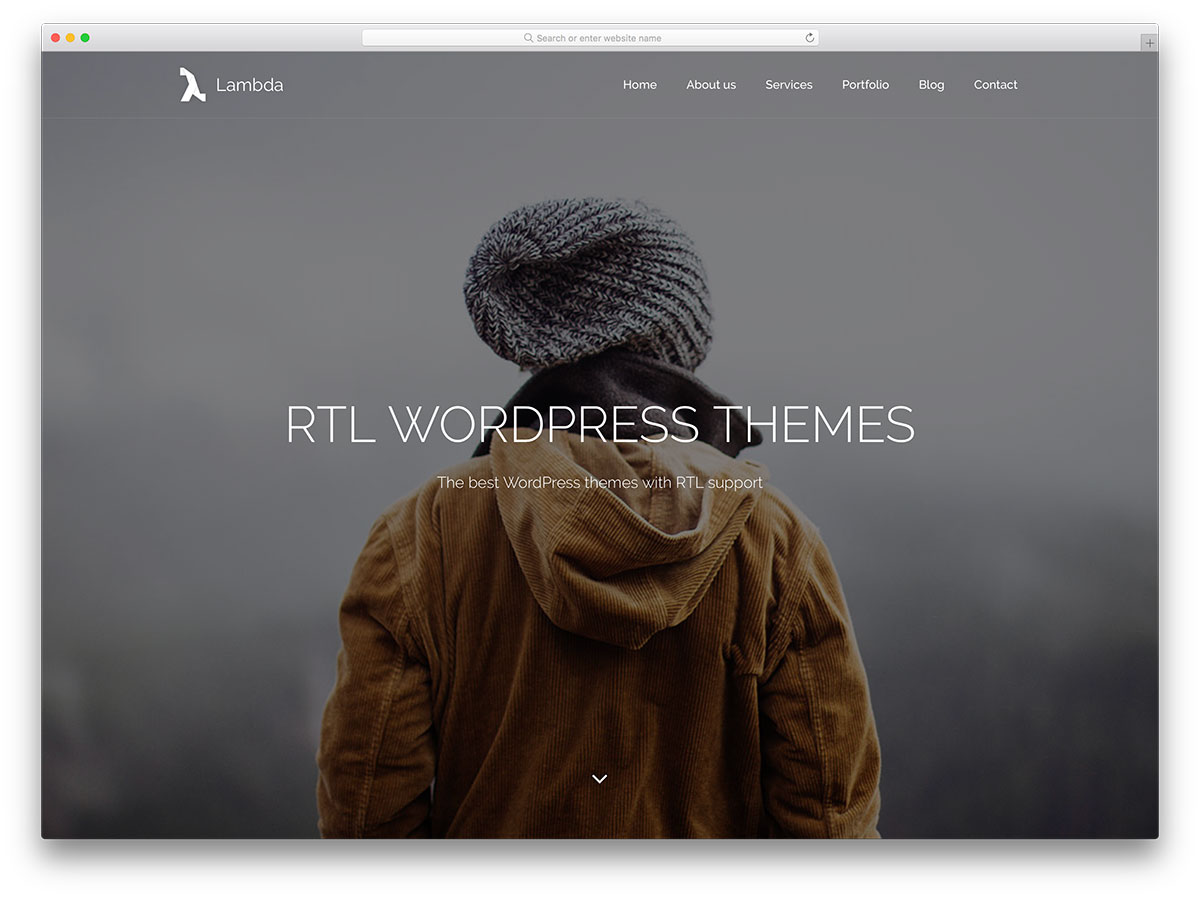 Search or enter website name
Lambda
Home About us Services Portfolio Blog Contact
RTL WORDPRESS THEMES
The best WordPress themes with RTL support